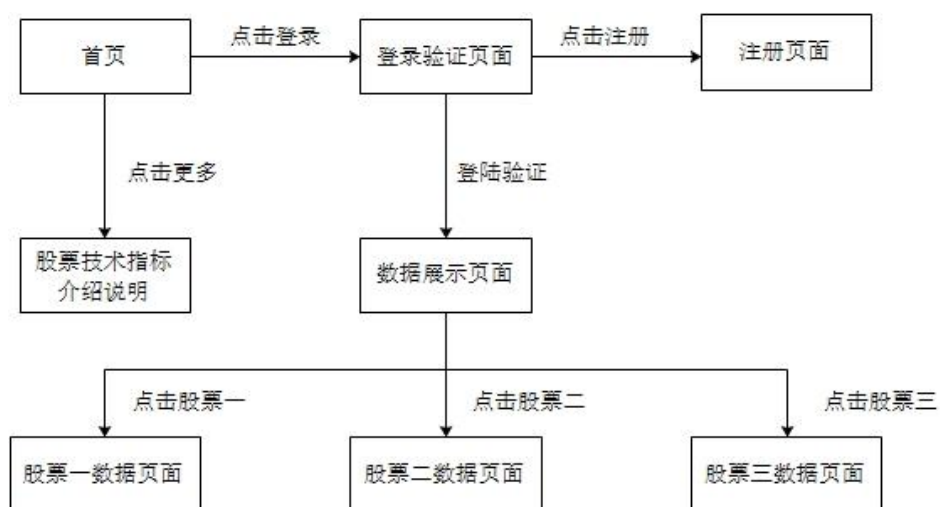 首页
点击登录
登录验证页面
点击注册
注册页面
点击更多
登陆验证
股票技术指标
介绍说明
数据展示页面
点击股票一
点击股票二
点击股票三
股票一数据页面
股票二数据页面
股票三数据页面